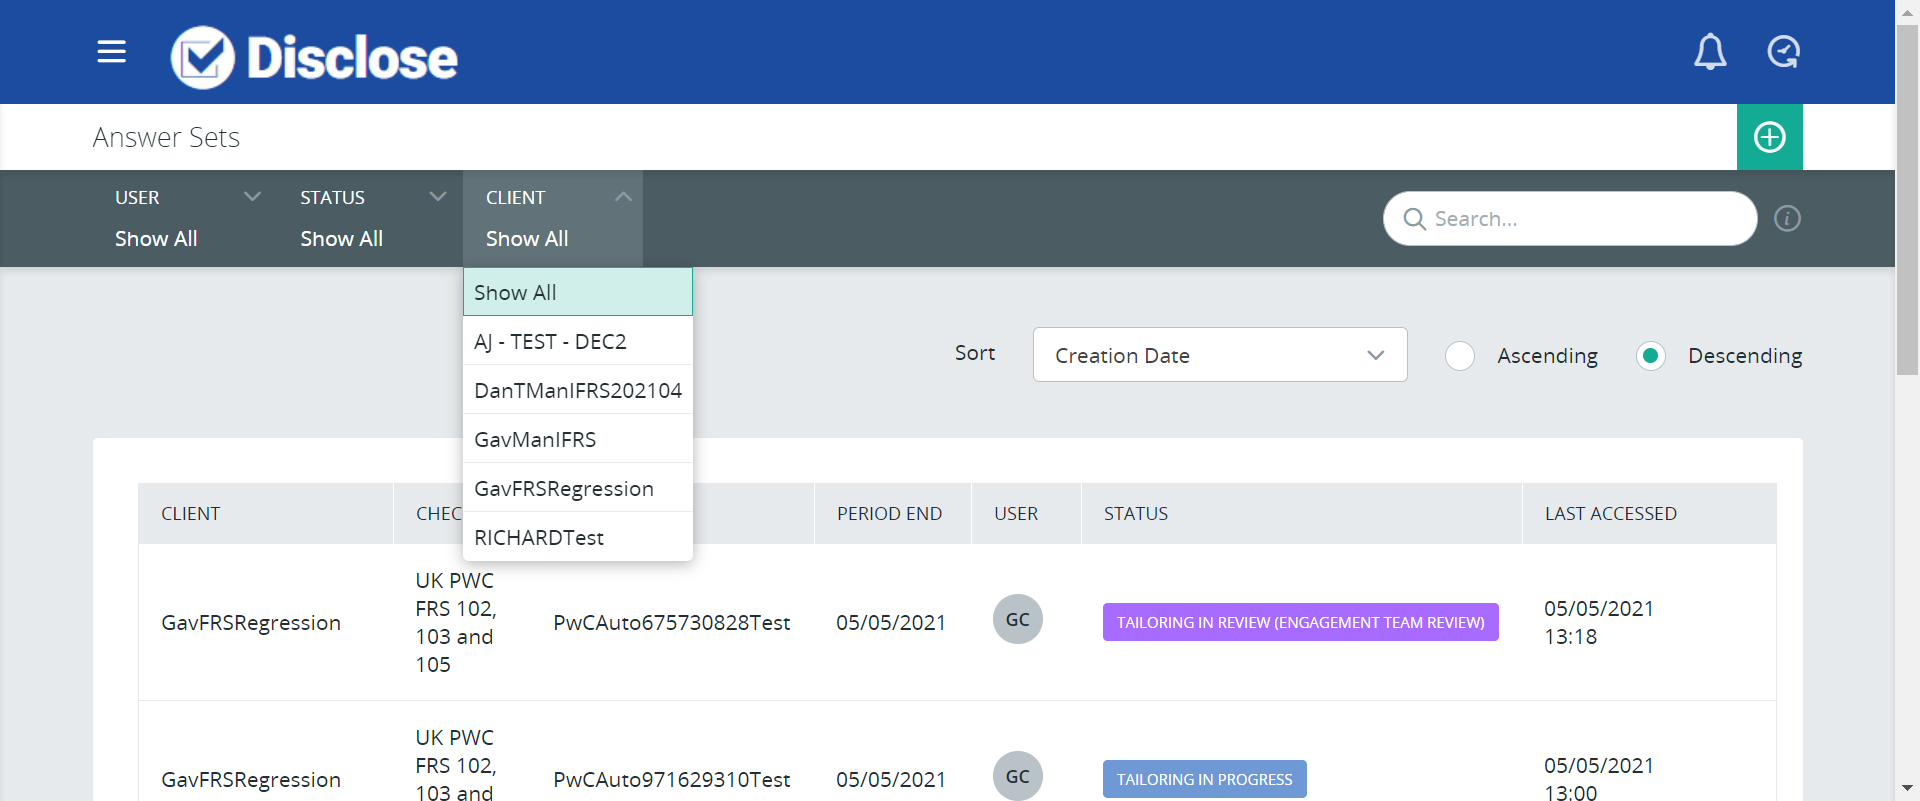 Disclose
Answer Sets
USER
STATUS
CLIENT
Show All
Show All
Show All
Search...
Show All
AJ - TEST - DEC2
DanTManIFRS202104
GavManIFRS
GavFRSRegression
RICHARDTest
Sort
Creation Date
Ascending
Descending
CLIENT
PERIOD END
USER
STATUS
LAST ACCESSED
GavFRSRegression
UK PWC
FRS 102,
103 and
105
PwCAuto675730828Test
05/05/2021
GC
TAILORING IN REVIEW (ENGAGEMENT TEAM REVIEW)
05/05/2021
13:18
GavFRSRegression
UK PWC
FRS 102,
103 and
PwCAuto971629310Test
05/05/2021
GC
TAILORING IN PROGRESS
05/05/2021
13:00